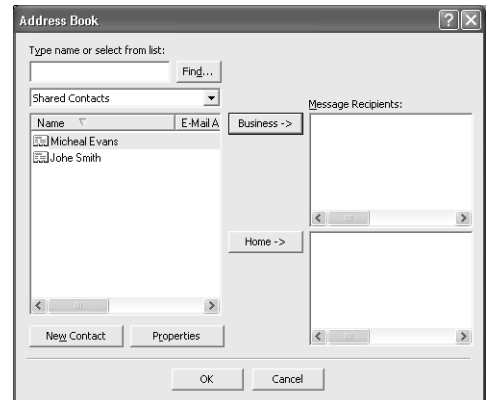 Address Book
Type name or select from list:
Find...
Shared Contacts
Message Recipients:
Name E-Mail A
Business ->
Micheal Evans
Johe Smith
Home ->
New Contact Properties
OK Cancel